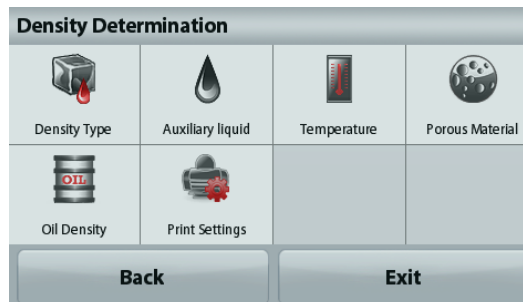 Density Determination
Density Type
Auxiliary liquid
Temperature
Porous Material
OIL
Oil Density
Print Settings
Back
Exit